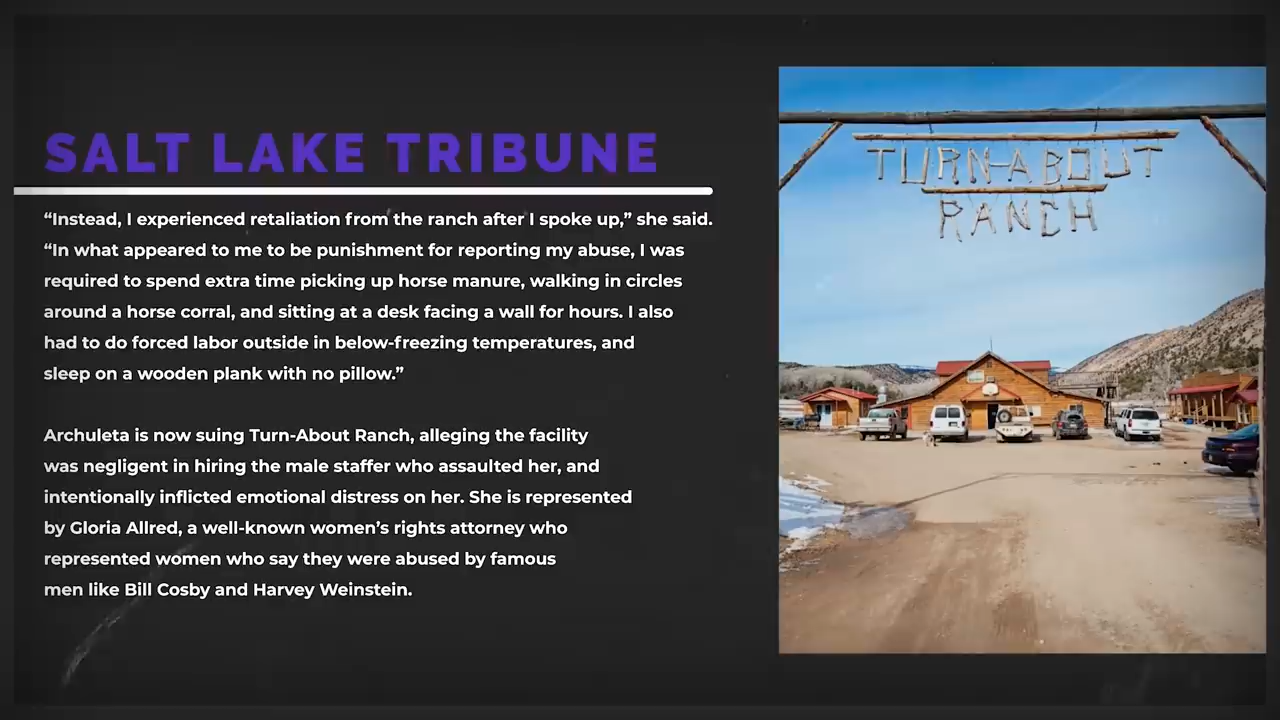 SALT LAKE TRIBUNE
“Instead, I experienced retaliation from the ranch after I spoke up,” she said.
“In what appeared to me to be punishment for reporting my abuse, I was
required to spend extra time picking up horse manure, walking in circles
around a horse corral, and sitting at a desk facing a wall for hours. I also
had to do forced labor outside in below-freezing temperatures, and
sleep on a wooden plank with no pillow.”
Archuleta is now suing Turn-About Ranch, alleging the facility
was negligent in hiring the male staffer who assaulted her, and
intentionally inflicted emotional distress on her. She is represented
by Gloria Allred, a well-known women’s rights attorney who
represented women who say they were abused by famous
men like Bill Cosby and Harvey Weinstein.
TURN-ABOUT
RANCH